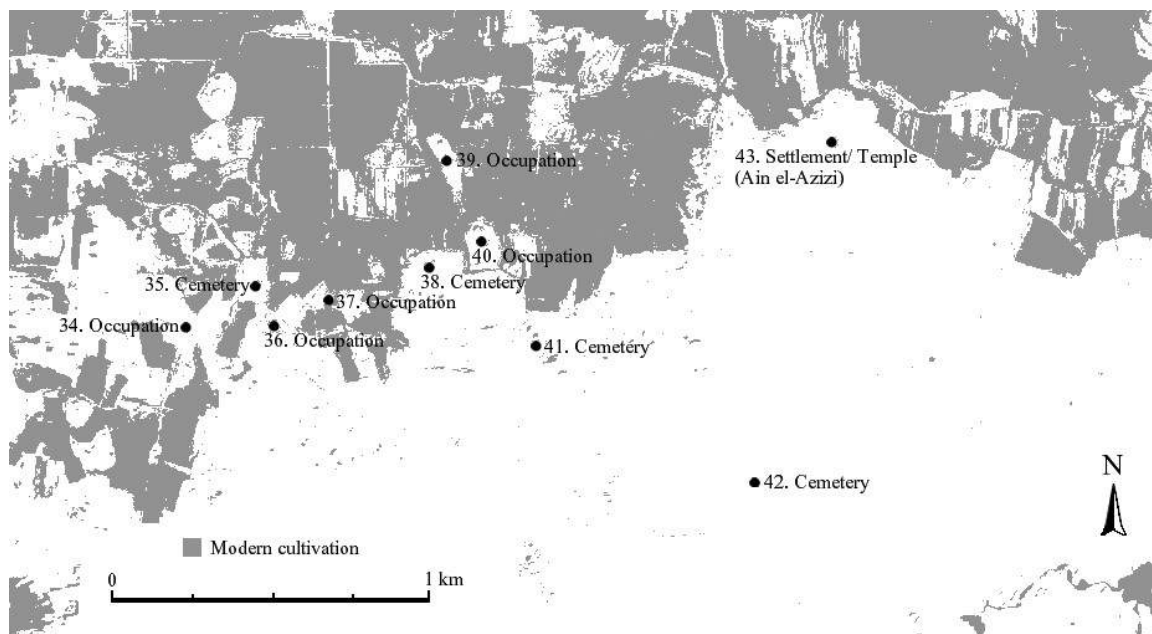 39. Occupation
43. Settlement/ Temple
(Ain el-Azizi)
40. Occupation
38. Cemetery
35. Cemetery
37. Occupation
34. Occupation
36. Occupation
41. Cemetery
42. Cemetery
N
Modern cultivation
0
1 km